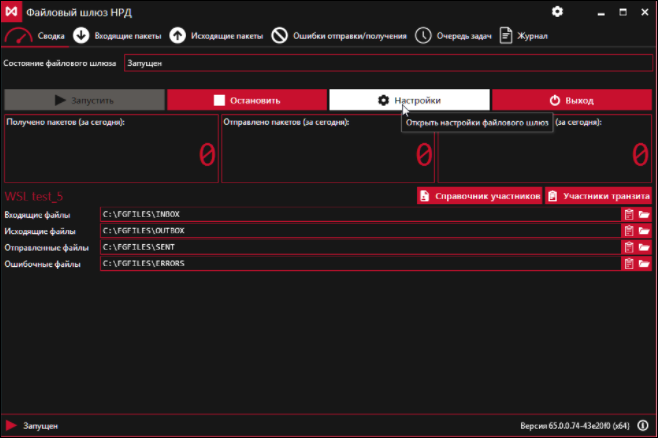 Файловый шлюз НРД
Сводка Входящие пакеты Исходящие пакеты Ошибки отправки/получения Очередь задач Журнал
Состояние файлового шлюза Запущен
Запустить Остановить Настройки Выход
Получено пакетов (за сегодня): Отправлено пакетов (за сегодня): (за сегодня):
Открыть настройки файлового шлюз
0 0 0
WSL test_5 Справочник участников Участники транзита
Входящие файлы C:\FGFILES\INBOX
Исходящие файлы C:\FGFILES\OUTBOX
Отправленные файлы C:\FGFILES\SENT
Ошибочные файлы C:\FGFILES\ERRORS
Запущен Версия 65.0.0.74-43e20f0 (x64)